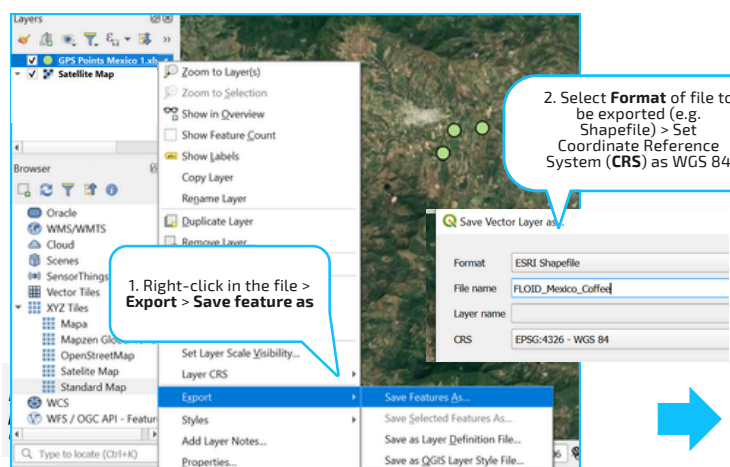 Layers
GPS Points Mexico 1.xls
Satellite Map
Browser
Oracle
WMS/WMTS
Cloud
Scenes
SensorThings
Vector Tiles
XYZ Tiles
Mapa
Mapzen Glo
OpenStreetMap
Satelite Map
Standard Map
WCS
WFS / OGC API - Featur
Type to locate (Ctrl+K)
Zoom to Layer(s)
Zoom to Selection
Show in Overview
Show Feature Count
Show Labels
Copy Layer
Rename Layer
Duplicate Layer
Remove Layer...
Set Layer Scale Visibility...
Layer CRS
Export
Styles
Add Layer Notes...
Properties...
Save Features As...
Save Selected Features As...
Save as Layer Definition File...
Save as QGIS Layer Style File...
1. Right-click in the file >
Export > Save feature as
2. Select Format of file to
be exported (e.g.
Shapefile) > Set
Coordinate Reference
System (CRS) as WGS 84
Save Vector Layer as...
Format ESRI Shapefile
File name FLOID_Mexico_Coffee
Layer name
CRS EPSG:4326 - WGS 84